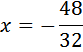 x = −48/32